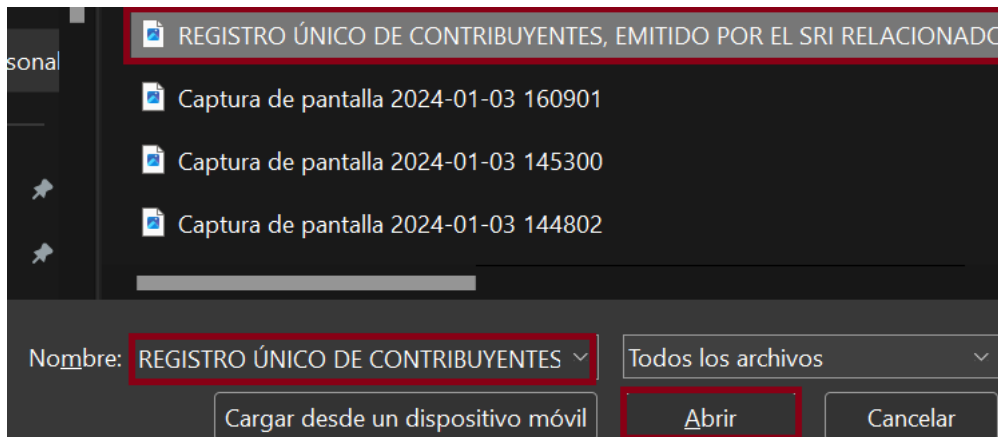 REGISTRO ÚNICO DE CONTRIBUYENTES, EMITIDO POR EL SRI RELACIONADO
sonal
Captura de pantalla 2024-01-03 160901
Captura de pantalla 2024-01-03 145300
Captura de pantalla 2024-01-03 144802
Nombre: REGISTRO ÚNICO DE CONTRIBUYENTES Todos los archivos
Cargar desde un dispositivo móvil Abrir Cancelar